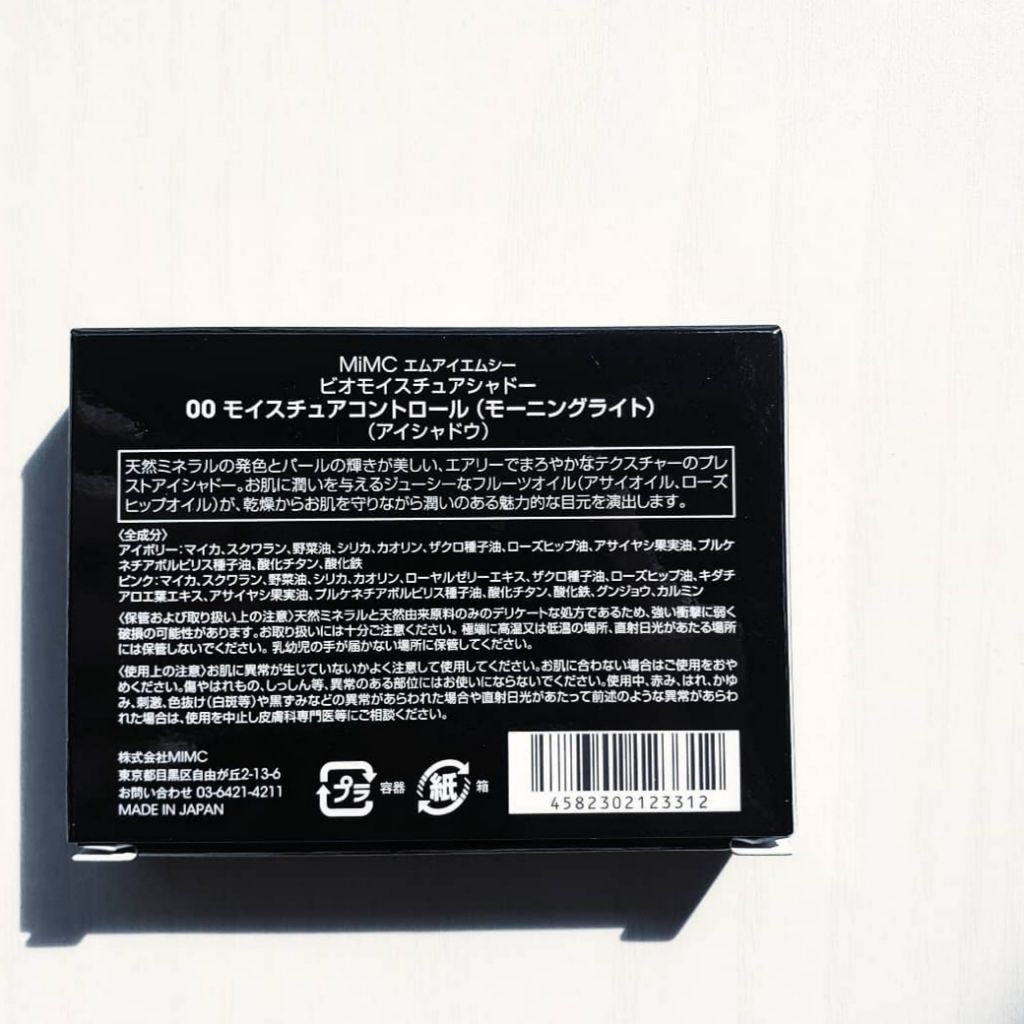 MiMC エムアイエムシー
ビオモイスチュアシャドー
00 モイスチュアコントロール (モーニングライト)
(アイシャドウ)
天然ミネラルの発色とパールの輝きが美しい、エアリーでまろやかなテクスチャーのプレ
ストアイシャドー。お肌に潤いを与えるジューシーなフルーツオイル(アサイオイル、ローズ
ヒップオイル)が、乾燥からお肌を守りながら潤いのある魅力的な目元を演出します。
〈全成分〉
アイボリー:マイカ、スクワラン、野菜油、シリカ、カオリン、ザクロ種子油、ローズヒップ油、アサイヤシ果実油、プルケ
ネチアボルビリス種子油、酸化チタン、酸化鉄
ピンク:マイカ、スクワラン、野菜油、シリカ、カオリン、ローヤルゼリーエキス、ザクロ種子油、ローズヒップ油、キダチ
アロエ葉エキス、アサイヤシ果実油、プルケネチアボルビリス種子油、酸化チタン、酸化鉄、グンジョウ、カルミン
〈保管および取り扱い上の注意〉天然ミネラルと天然由来原料のみのデリケートな処方であるため、強い衝撃に弱く
破損の可能性があります。お取り扱いには十分ご注意ください。極端に高温又は低温の場所、直射日光があたる場所
には保管しないでください。乳幼児の手が届かない場所に保管してください。
〈使用上の注意〉お肌に異常が生じていないかよく注意して使用してください。お肌に合わない場合はご使用をおや
めください。傷やはれもの、しっしん等、異常のある部位にはお使いにならないでください。使用中、赤み、はれ、かゆ
み、刺激、色抜け(白斑等)や黒ずみなどの異常があらわれた場合や直射日光があたって前述のような異常があらわ
れた場合は、使用を中止し皮膚科専門医等にご相談ください。
株式会社MIMC
東京都目黒区自由が丘2-13-6
お問い合わせ 03-6421-4211
MADE IN JAPAN
プラ 容器 紙 箱
4582302123312